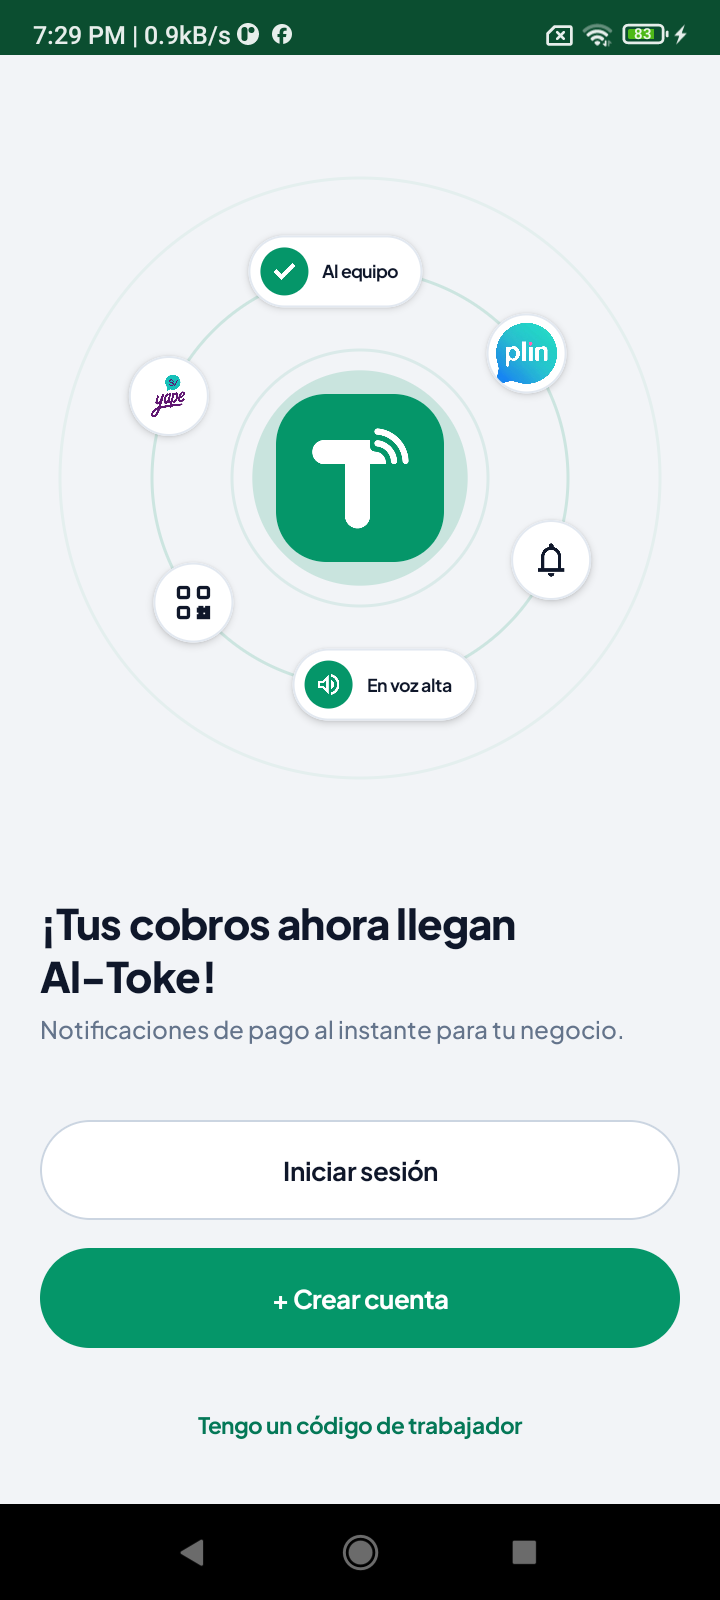 7:29 PM | 0.9kB/s
83
Al equipo
plin
yape
En voz alta
¡Tus cobros ahora llegan
Al-Toke!
Notificaciones de pago al instante para tu negocio.
Iniciar sesión
+ Crear cuenta
Tengo un código de trabajador